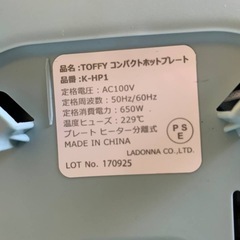 品名:TOFFY コンパクトホットプレート
品番:K-HP1
定格電圧:AC100V
定格周波数:50Hz/60Hz
定格消費電力:650W
温度ヒューズ:229℃
プレート ヒーター分離式
MADE IN CHINA
P S
E
LADONNA CO.,LTD.
LOT No 170925